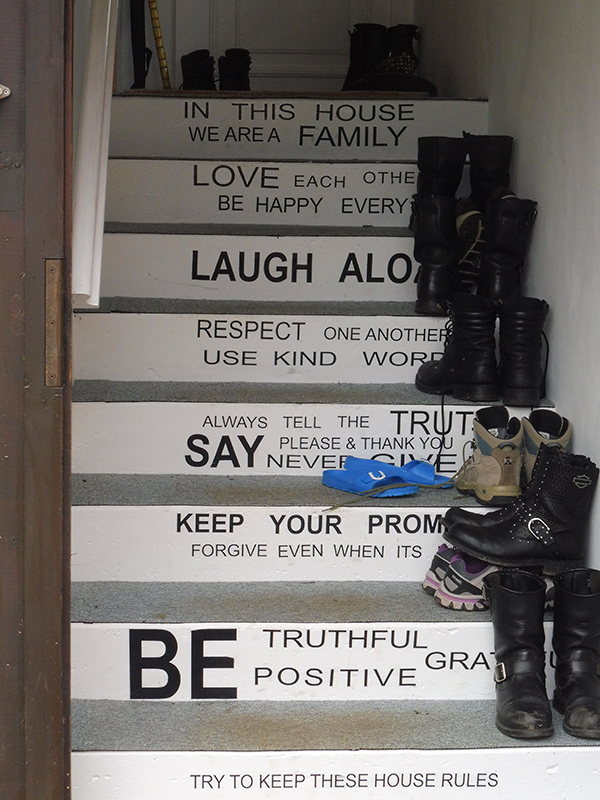 IN THIS HOUSE
WE ARE A FAMILY
LOVE EACH OTHE
BE HAPPY EVERY
LAUGH ALO
RESPECT ONE ANOTHER
USE KIND WORD
ALWAYS TELL THE TRUT
SAY PLEASE & THANK YOU
NEVER GIVE
KEEP YOUR PROM
FORGIVE EVEN WHEN ITS
BE TRUTHFUL
POSITIVE GRAT
TRY TO KEEP THESE HOUSE RULES